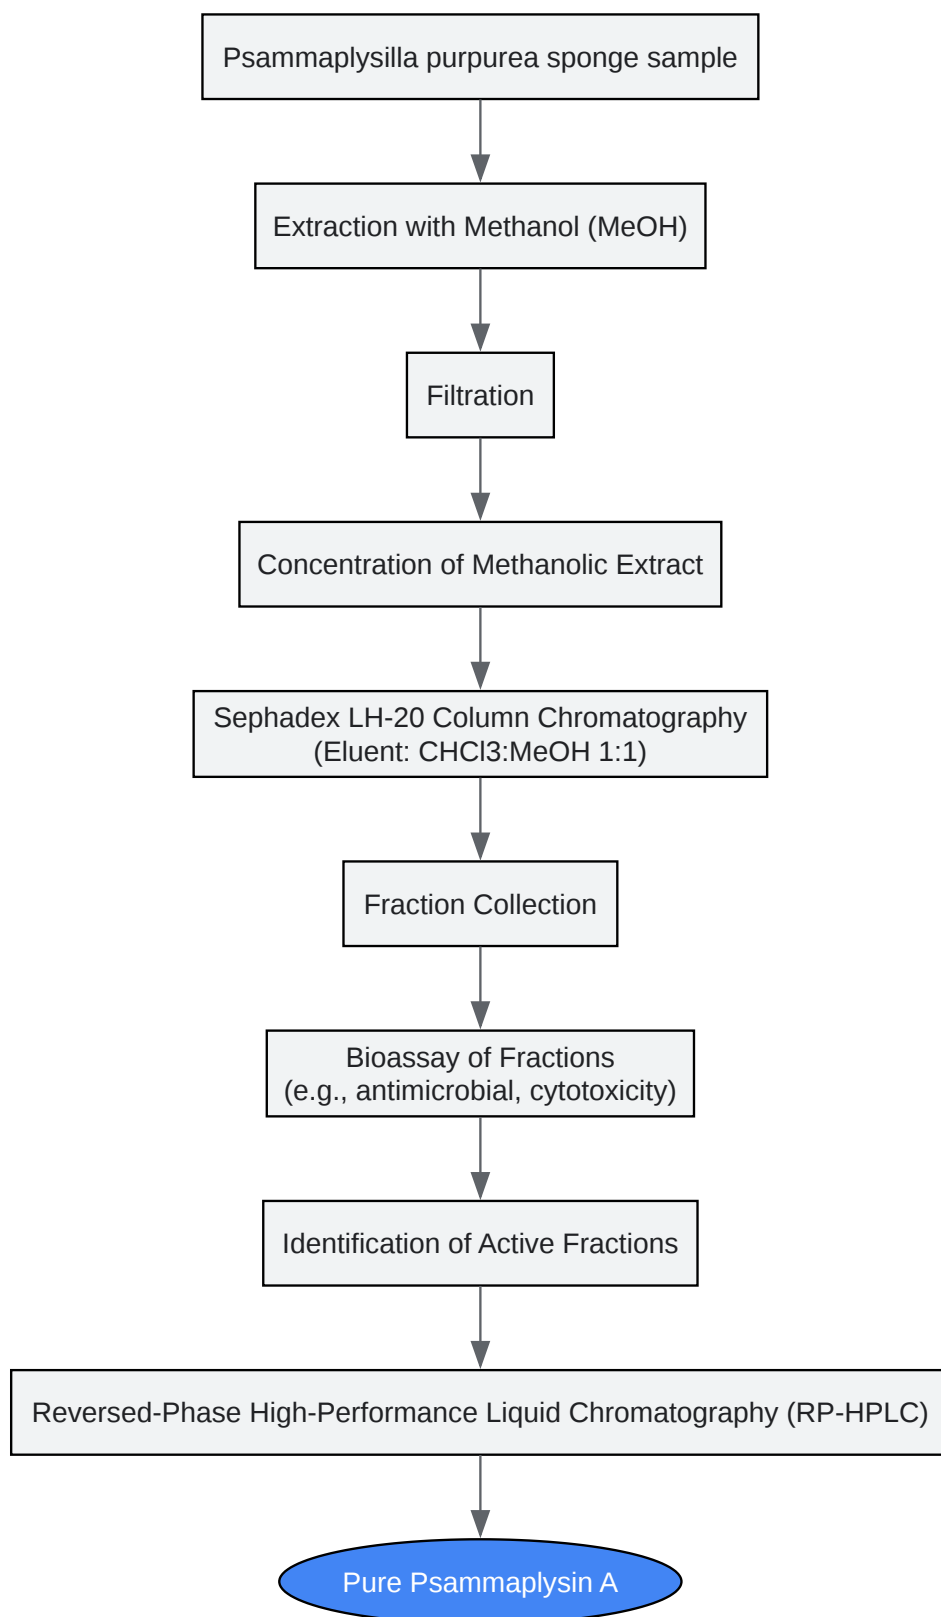 Psammaplysilla purpurea sponge sample
Extraction with Methanol (MeOH)
Filtration
Concentration of Methanolic Extract
Sephadex LH-20 Column Chromatography
(Eluent: CHCl3:MeOH 1:1)
Fraction Collection
Bioassay of Fractions
(e.g., antimicrobial, cytotoxicity)
Identification of Active Fractions
Reversed-Phase High-Performance Liquid Chromatography (RP-HPLC)
Pure Psammaplysin A